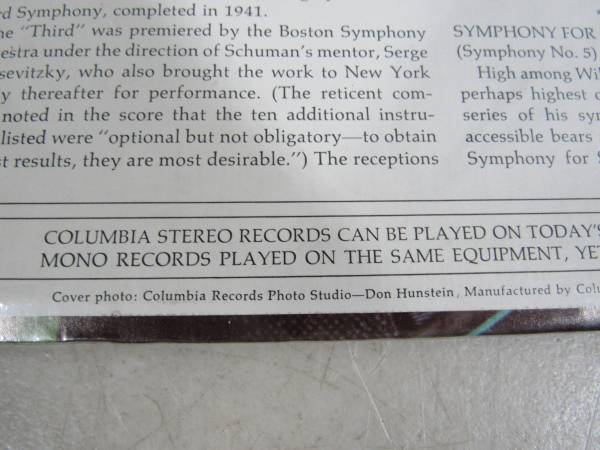 rd Symphony, completed in 1941.
he "Third" was premiered by the Boston Symphony
estra under the direction of Schuman's mentor, Serge
sevitzky, who also brought the work to New York
y thereafter for performance. (The reticent com-
noted in the score that the ten additional instru-
listed were "optional but not obligatory—to obtain
st results, they are most desirable.") The receptions
SYMPHONY FOR
(Symphony No. 5)
High among Wil
perhaps highest
series of his sym
accessible bears
Symphony for S
COLUMBIA STEREO RECORDS CAN BE PLAYED ON TODAY'S
MONO RECORDS PLAYED ON THE SAME EQUIPMENT, YET
Cover photo: Columbia Records Photo Studio—Don Hunstein, Manufactured by Colu